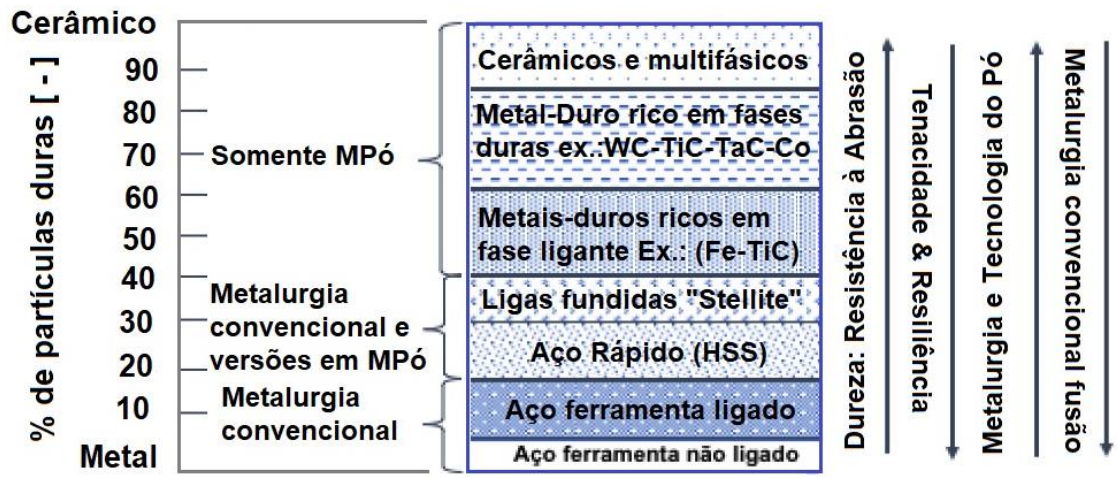 Cerâmico
90
80
70
60
50
40
30
20
10
Metal
% de partículas duras [ - ]
Somente MPó
Metalurgia
convencional e
versões em MPó
Metalurgia
convencional
Cerâmicos e multifásicos
Metal-Duro rico em fases
duras ex.:WC-TiC-TaC-Co
Metais-duros ricos em
fase ligante Ex.: (Fe-TiC)
Ligas fundidas "Stellite"
Aço Rápido (HSS)
Aço ferramenta ligado
Aço ferramenta não ligado
Dureza: Resistência à Abrasão
Tenacidade & Resiliência
Metalurgia e Tecnologia do Pó
Metalurgia convencional fusão